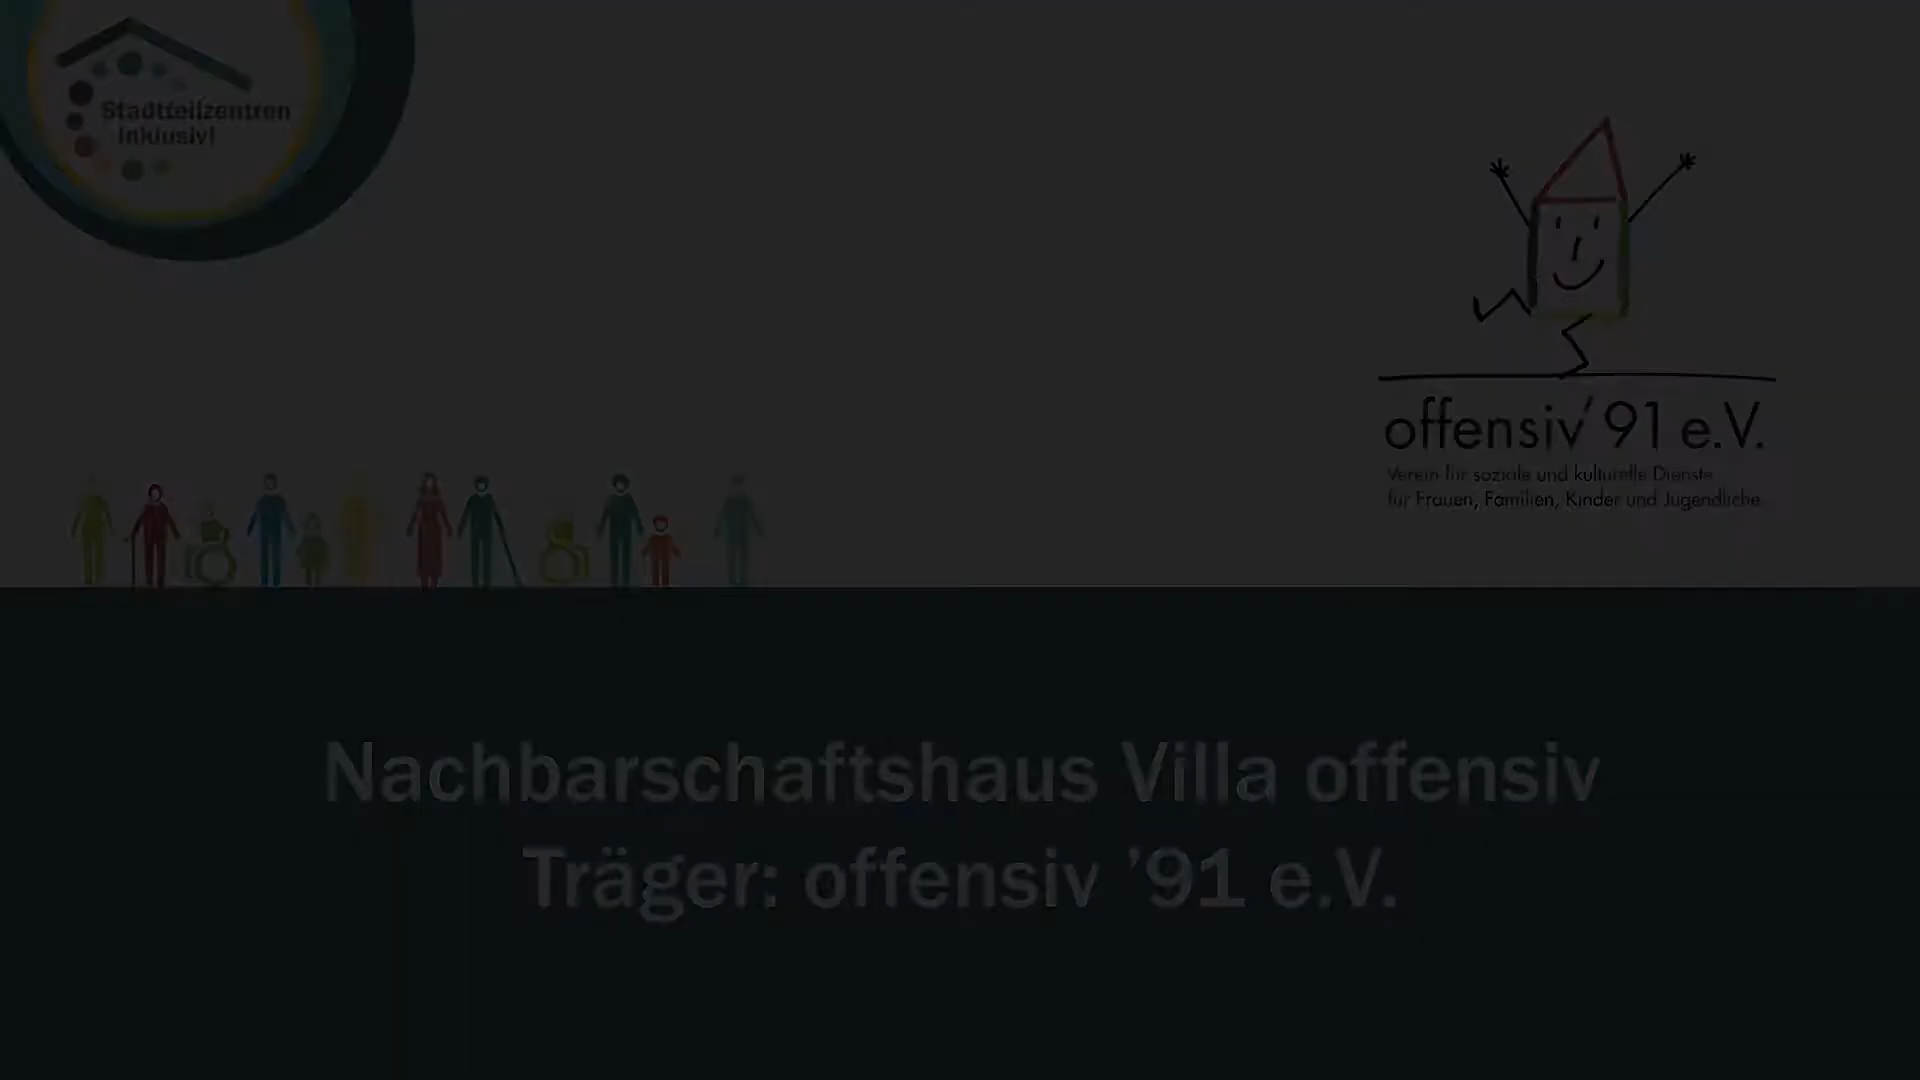 Stadtteilzentren
inklusiv!
offensiv'91 e.V.
Verein für soziale und kulturelle Dienste
für Frauen, Familien, Kinder und Jugendliche
Nachbarschaftshaus Villa offensiv
Träger: offensiv ’91 e.V.